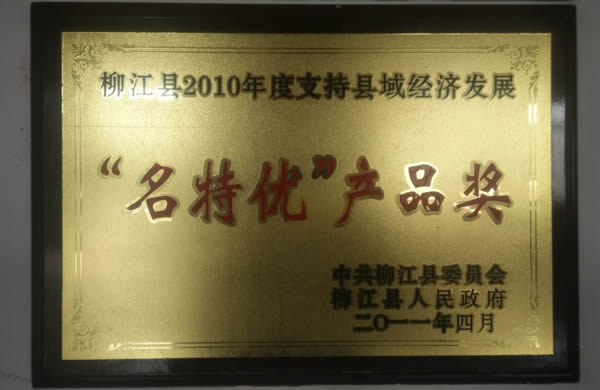 柳江县2010年度支持县域经济发展
“名特优”产品奖
中共柳江县委员会
柳江县人民政府
二〇一一年四月